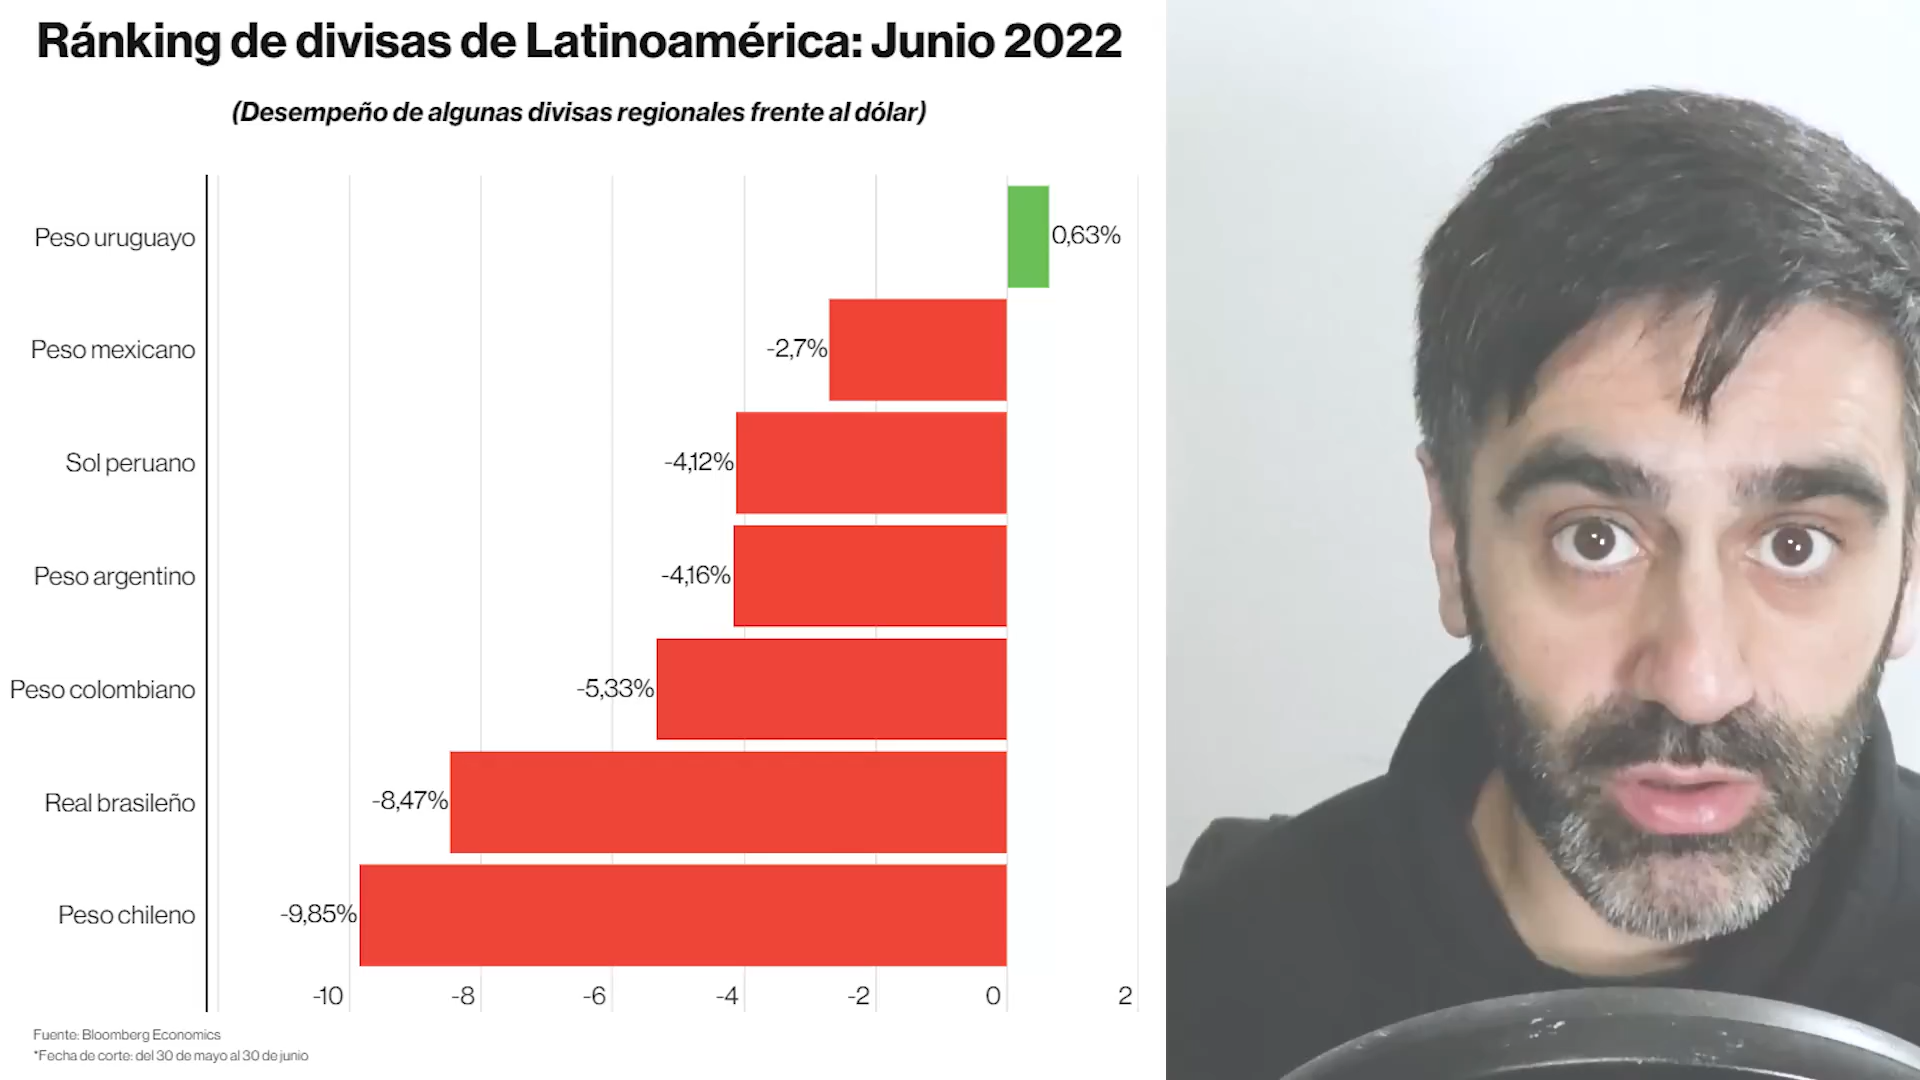 Ránking de divisas de Latinoamérica: Junio 2022
(Desempeño de algunas divisas regionales frente al dólar)
Peso uruguayo 0,63%
Peso mexicano -2,7%
Sol peruano -4,12%
Peso argentino -4,16%
Peso colombiano -5,33%
Real brasileño -8,47%
Peso chileno -9,85%
-10 -8 -6 -4 -2 0 2
Fuente: Bloomberg Economics
*Fecha de corte: del 30 de mayo al 30 de junio